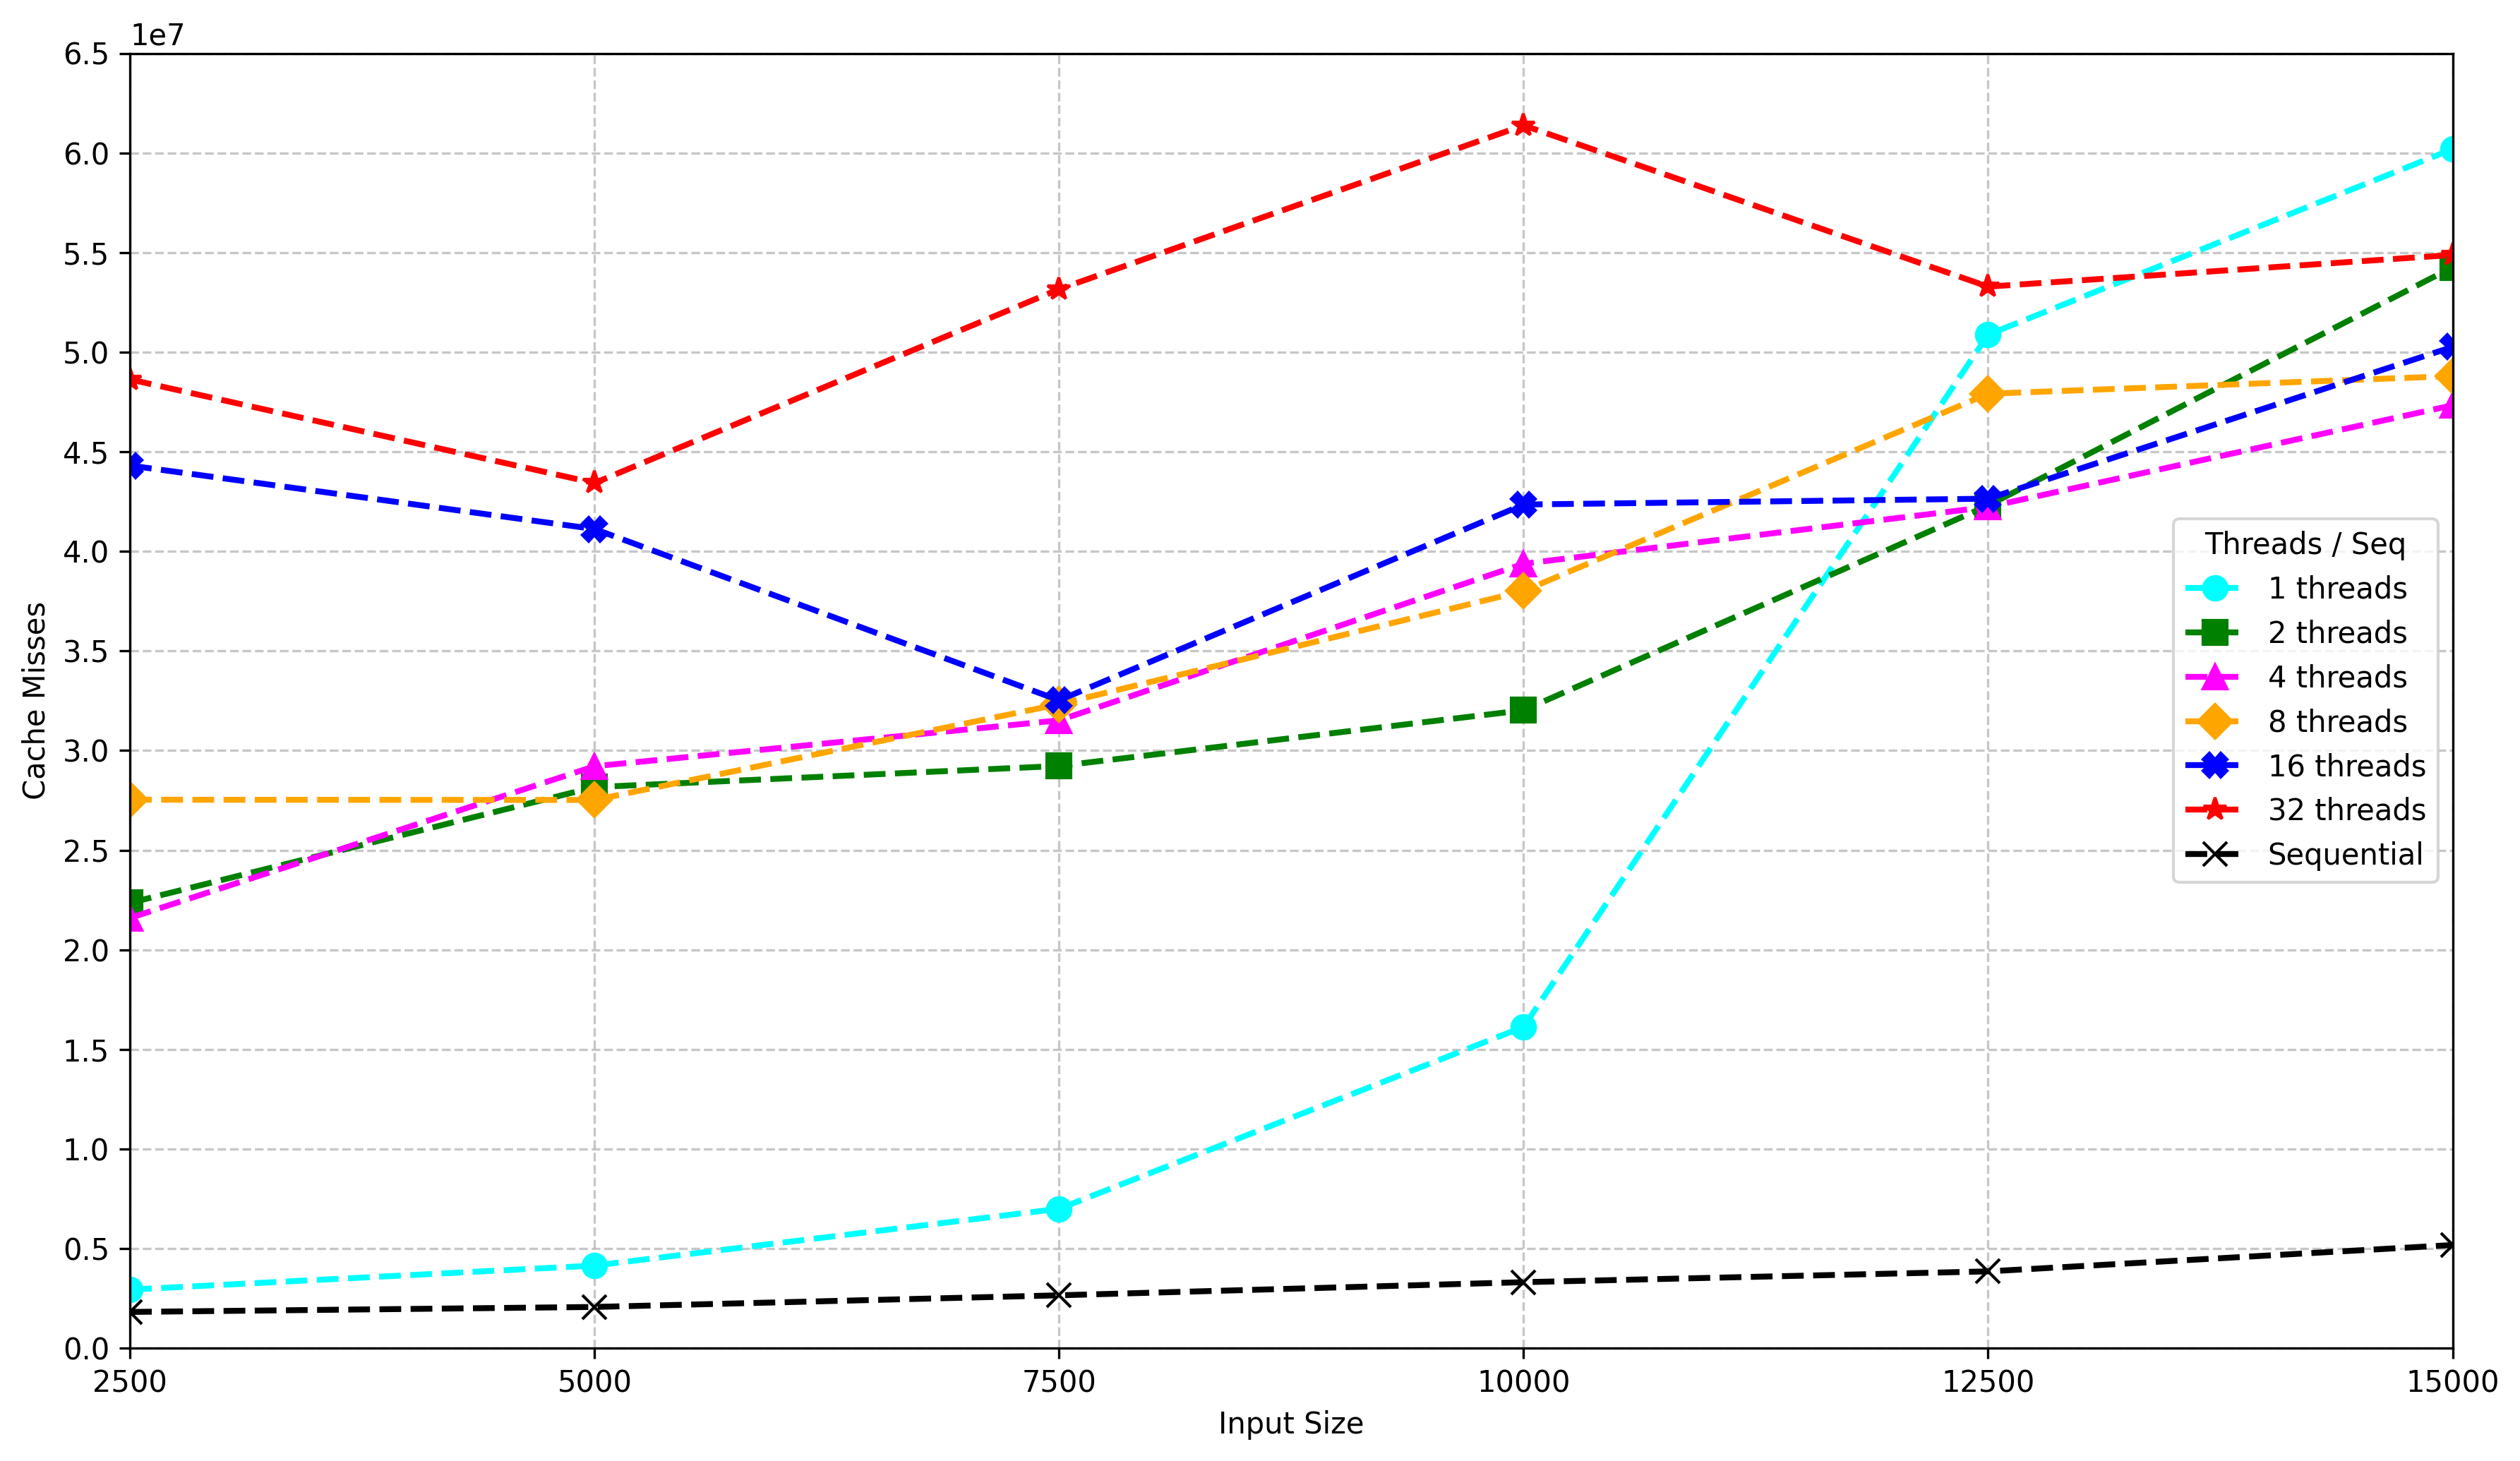 1e7
6.5
6.0
5.5
5.0
4.5
4.0
3.5
3.0
2.5
2.0
1.5
1.0
0.5
0.0
Cache Misses
2500 5000 7500 10000 12500 15000
Input Size
Threads / Seq
1 threads
2 threads
4 threads
8 threads
16 threads
32 threads
Sequential